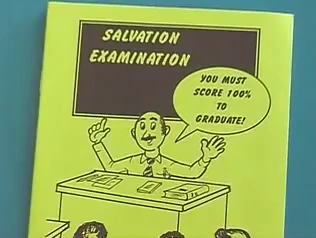 SALVATION
EXAMINATION
YOU MUST
SCORE 100%
TO
GRADUATE!